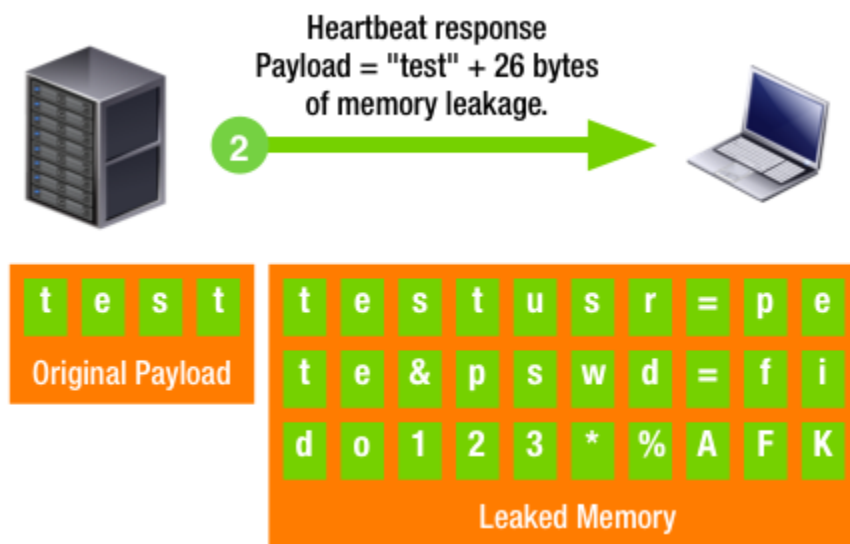 Heartbeat response
Payload = "test" + 26 bytes
of memory leakage.
2
t e s t
Original Payload
t e s t u s r = p e
t e & p s w d = f i
d o 1 2 3 * % A F K
Leaked Memory